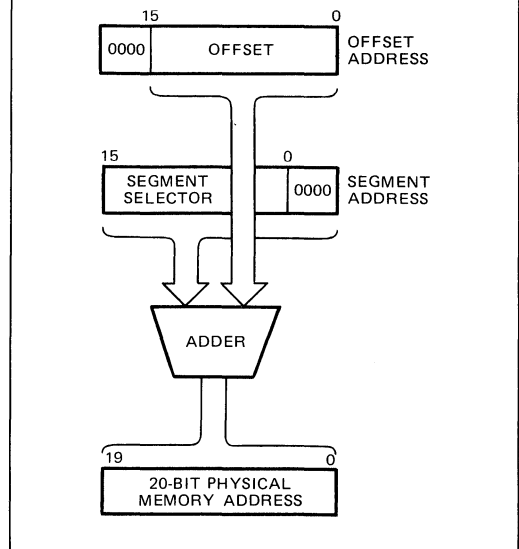 15 0
0000 OFFSET OFFSET
ADDRESS
15 0
SEGMENT
SELECTOR 0000 SEGMENT
ADDRESS
ADDER
19 0
20-BIT PHYSICAL
MEMORY ADDRESS